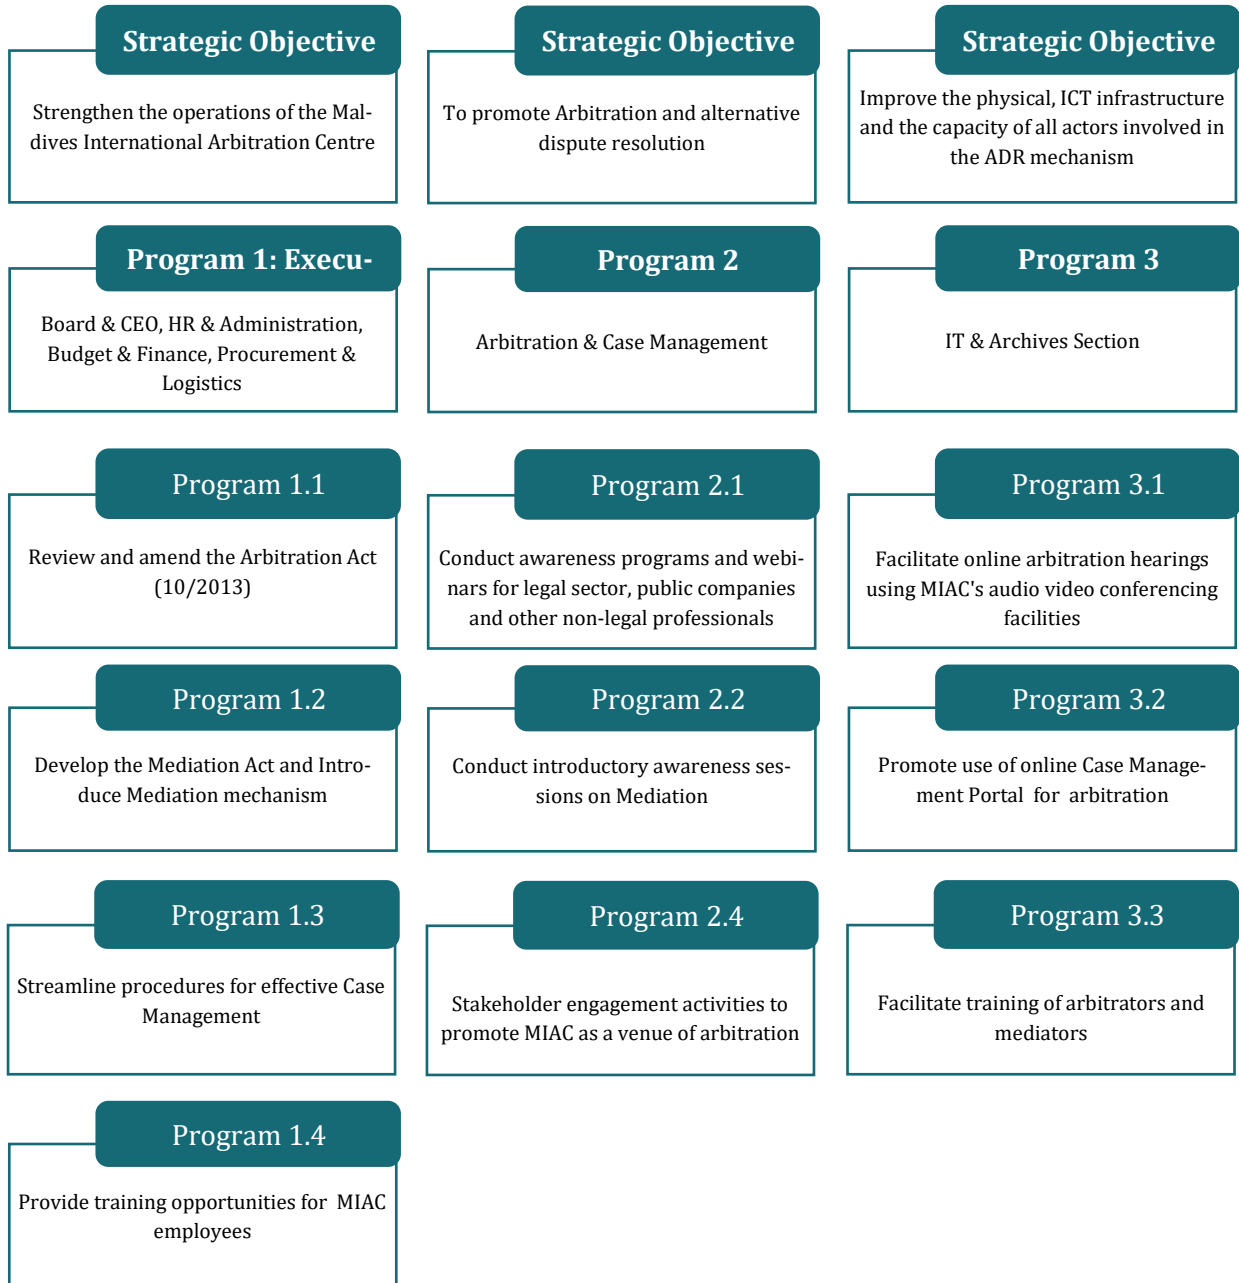 Strategic Objective
Strengthen the operations of the Mal-
dives International Arbitration Centre
Strategic Objective
To promote Arbitration and alternative
dispute resolution
Strategic Objective
Improve the physical, ICT infrastructure
and the capacity of all actors involved in
the ADR mechanism
Program 1: Execu-
Board & CEO, HR & Administration,
Budget & Finance, Procurement &
Logistics
Program 2
Arbitration & Case Management
Program 3
IT & Archives Section
Program 1.1
Review and amend the Arbitration Act
(10/2013)
Program 2.1
Conduct awareness programs and webi-
nars for legal sector, public companies
and other non-legal professionals
Program 3.1
Facilitate online arbitration hearings
using MIAC's audio video conferencing
facilities
Program 1.2
Develop the Mediation Act and Intro-
duce Mediation mechanism
Program 2.2
Conduct introductory awareness ses-
sions on Mediation
Program 3.2
Promote use of online Case Manage-
ment Portal for arbitration
Program 1.3
Streamline procedures for effective Case
Management
Program 2.4
Stakeholder engagement activities to
promote MIAC as a venue of arbitration
Program 3.3
Facilitate training of arbitrators and
mediators
Program 1.4
Provide training opportunities for MIAC
employees